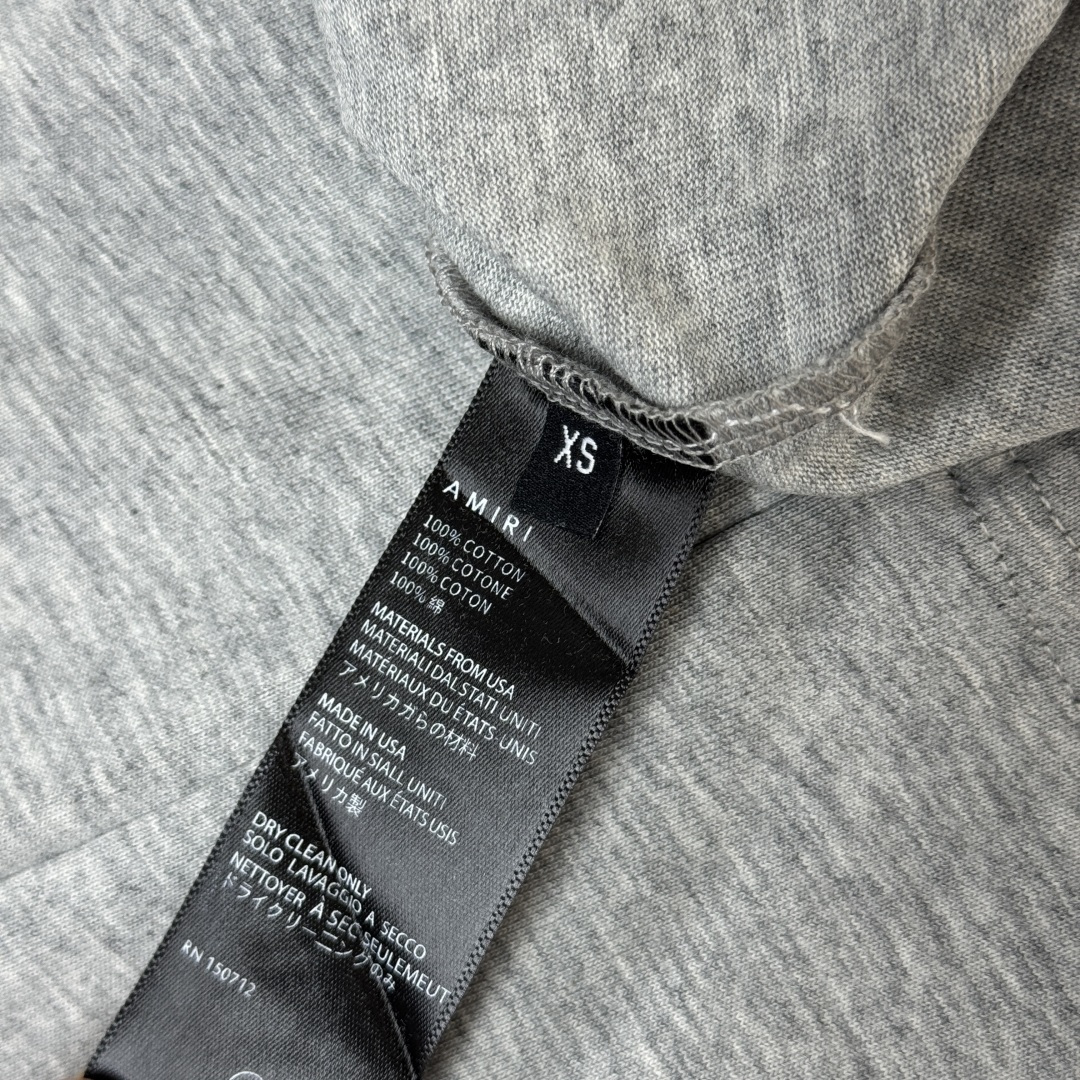 XS
AMIRI
100% COTTON
100% COTONE
100% COTON
100% 綿
MATERIALS FROM USA
MATERIALI DAL STATI UNITI
MATÉRIAUX DU ÉTATS, UNIS
アメリカカらの材料
MADE IN USA
FATTO IN SIALL UNITI
FABRIQUÉ AUX ÉTATS USIS
アメリカ製
DRY CLEAN ONLY
SOLO LAVAGGIO A SECCO
NETTOYER À SEC SEULEMEUT
ドライクリーニングのみ
RN 150712